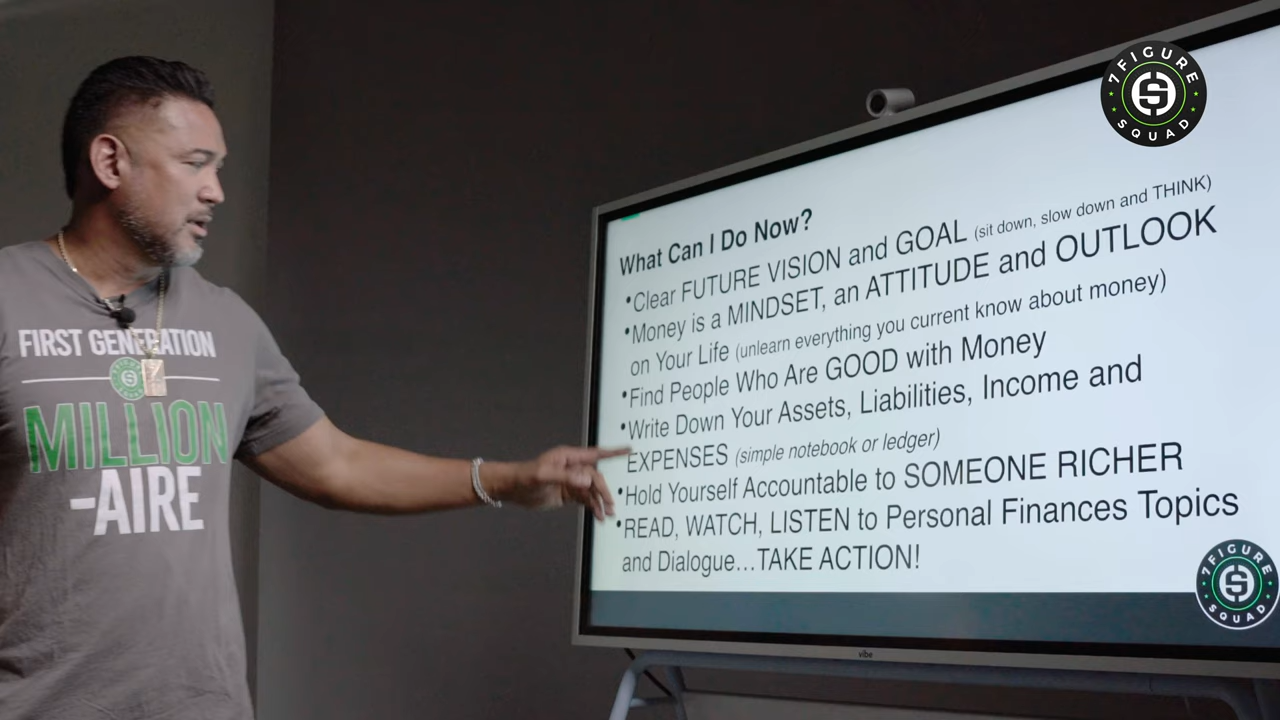 7 FIGURE
SQUAD
FIRST GENERATION
MILLION
-AIRE
What Can I Do Now?
•Clear FUTURE VISION and GOAL (sit down, slow down and THINK)
•Money is a MINDSET, an ATTITUDE and OUTLOOK
on Your Life (unlearn everything you current know about money)
•Find People Who Are GOOD with Money
•Write Down Your Assets, Liabilities, Income and
EXPENSES (simple notebook or ledger)
•Hold Yourself Accountable to SOMEONE RICHER
•READ, WATCH, LISTEN to Personal Finances Topics
and Dialogue…TAKE ACTION!
7 FIGURE
SQUAD
vibe